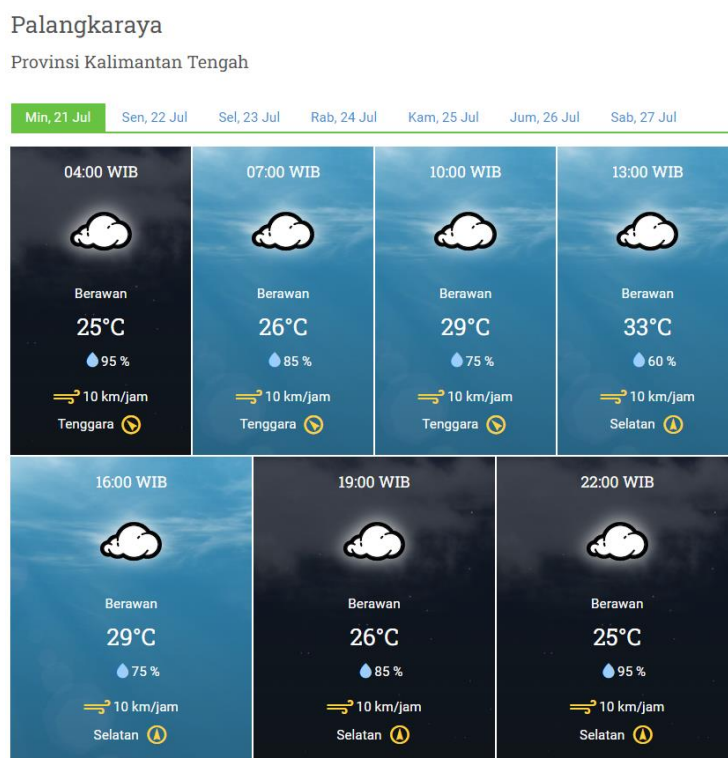 Palangkaraya
Provinsi Kalimantan Tengah
Min, 21 Jul Sen, 22 Jul Sel, 23 Jul Rab, 24 Jul Kam, 25 Jul Jum, 26 Jul Sab, 27 Jul
04:00 WIB 07:00 WIB 10:00 WIB 13:00 WIB
Berawan Berawan Berawan Berawan
25°C 26°C 29°C 33°C
95 % 85 % 75 % 60 %
10 km/jam 10 km/jam 10 km/jam 10 km/jam
Tenggara Tenggara Tenggara Selatan
16:00 WIB 19:00 WIB 22:00 WIB
Berawan Berawan Berawan
29°C 26°C 25°C
75 % 85 % 95 %
10 km/jam 10 km/jam 10 km/jam
Selatan Selatan Selatan